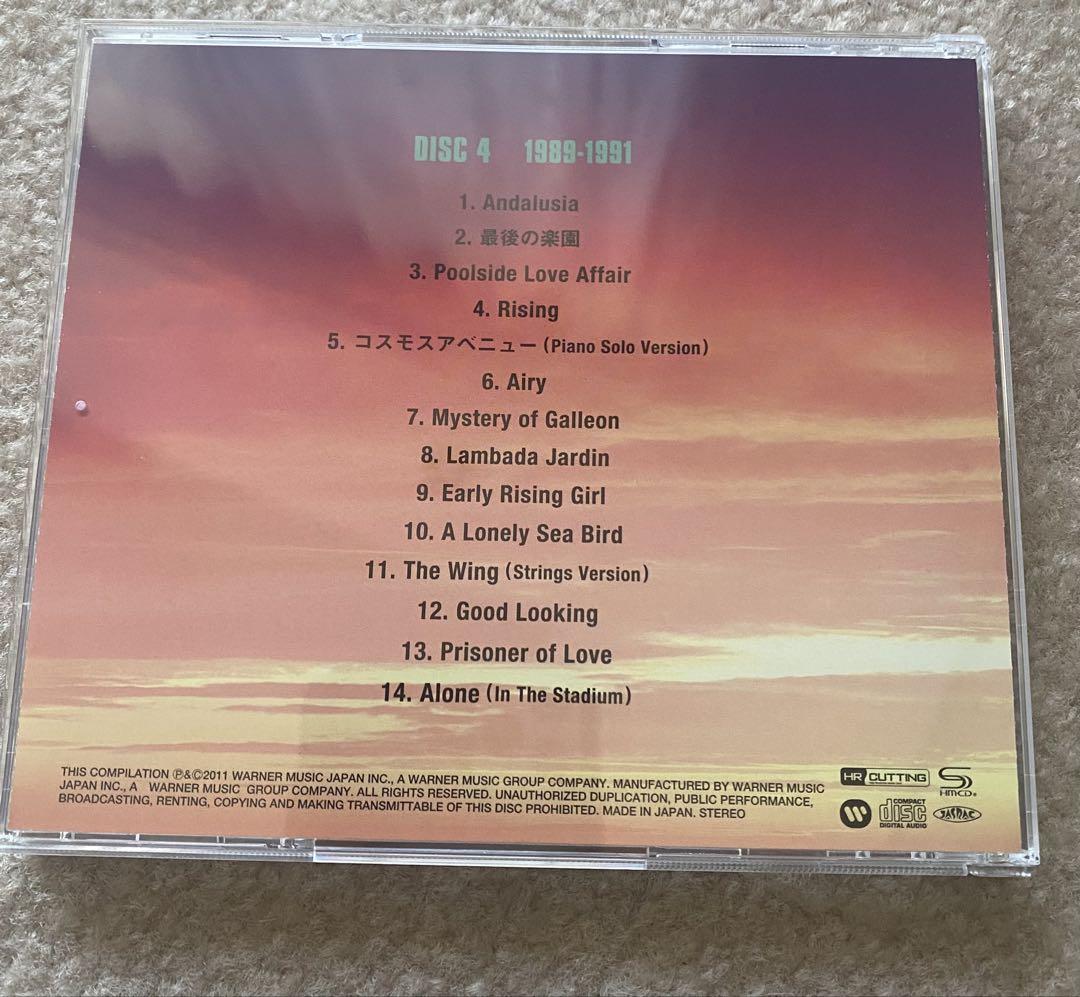 DISC 4 1989-1991
1. Andalusia
2. 最後の楽園
3. Poolside Love Affair
4. Rising
5. コスモスアベニュー (Piano Solo Version)
6. Airy
7. Mystery of Galleon
8. Lambada Jardin
9. Early Rising Girl
10. A Lonely Sea Bird
11. The Wing (Strings Version)
12. Good Looking
13. Prisoner of Love
14. Alone (In The Stadium)
THIS COMPILATION ℗&©2011 WARNER MUSIC JAPAN INC., A WARNER MUSIC GROUP COMPANY. MANUFACTURED BY WARNER MUSIC
JAPAN INC., A WARNER MUSIC GROUP COMPANY. ALL RIGHTS RESERVED. UNAUTHORIZED DUPLICATION, PUBLIC PERFORMANCE,
BROADCASTING, RENTING, COPYING AND MAKING TRANSMITTABLE OF THIS DISC PROHIBITED. MADE IN JAPAN. STEREO
HR CUTTING
HMCD®
COMPACT
disc
DIGITAL AUDIO
JASRAC